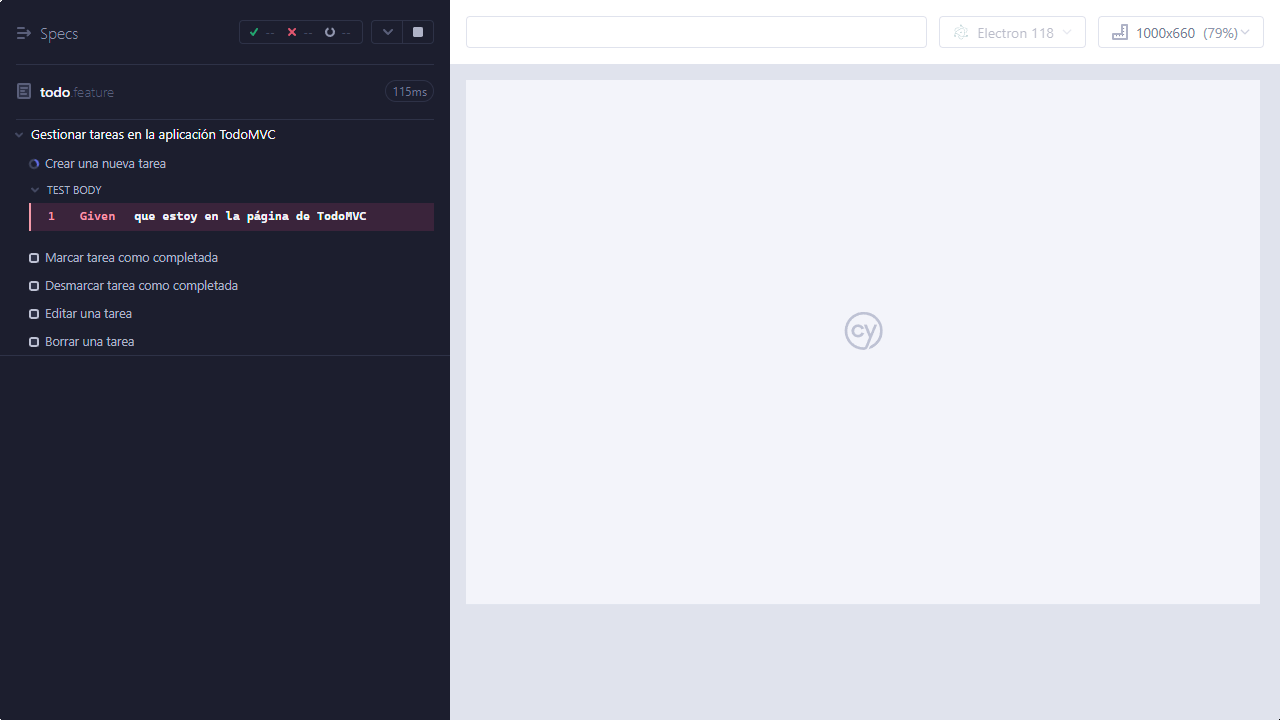 Specs
-- -- --
Electron 118
1000x660 (79%)
todo.feature
115ms
Gestionar tareas en la aplicación TodoMVC
Crear una nueva tarea
TEST BODY
1 Given que estoy en la página de TodoMVC
Marcar tarea como completada
Desmarcar tarea como completada
Editar una tarea
Borrar una tarea
cy